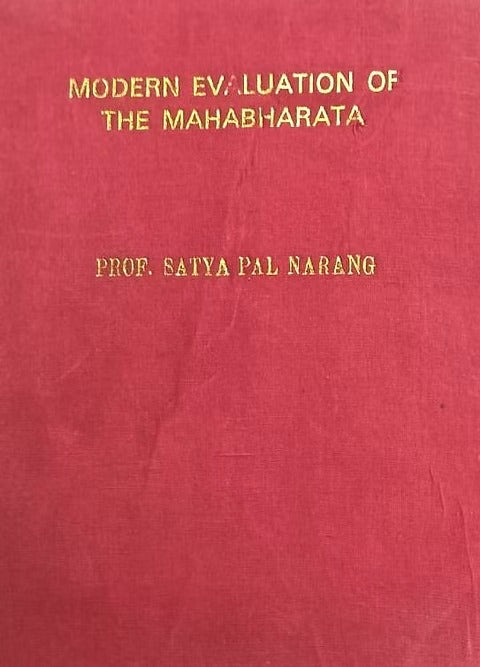 MODERN EVALUATION OF
THE MAHABHARATA
PROF. SATYA PAL NARANG